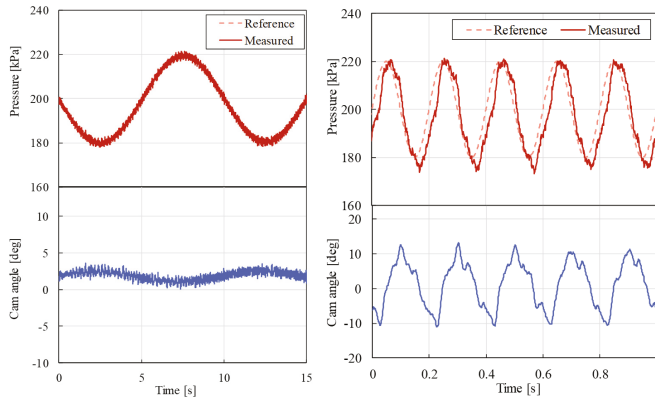 240
220
200
180
160
Pressure [kPa]
Reference
Measured
10
5
0
-5
-10
Cam angle [deg]
0
5
10
15
Time [s]
240
220
200
180
160
Pressure [kPa]
Reference
Measured
20
10
0
-10
-20
Cam angle [deg]
0
0.2
0.4
0.6
0.8
Time [s]